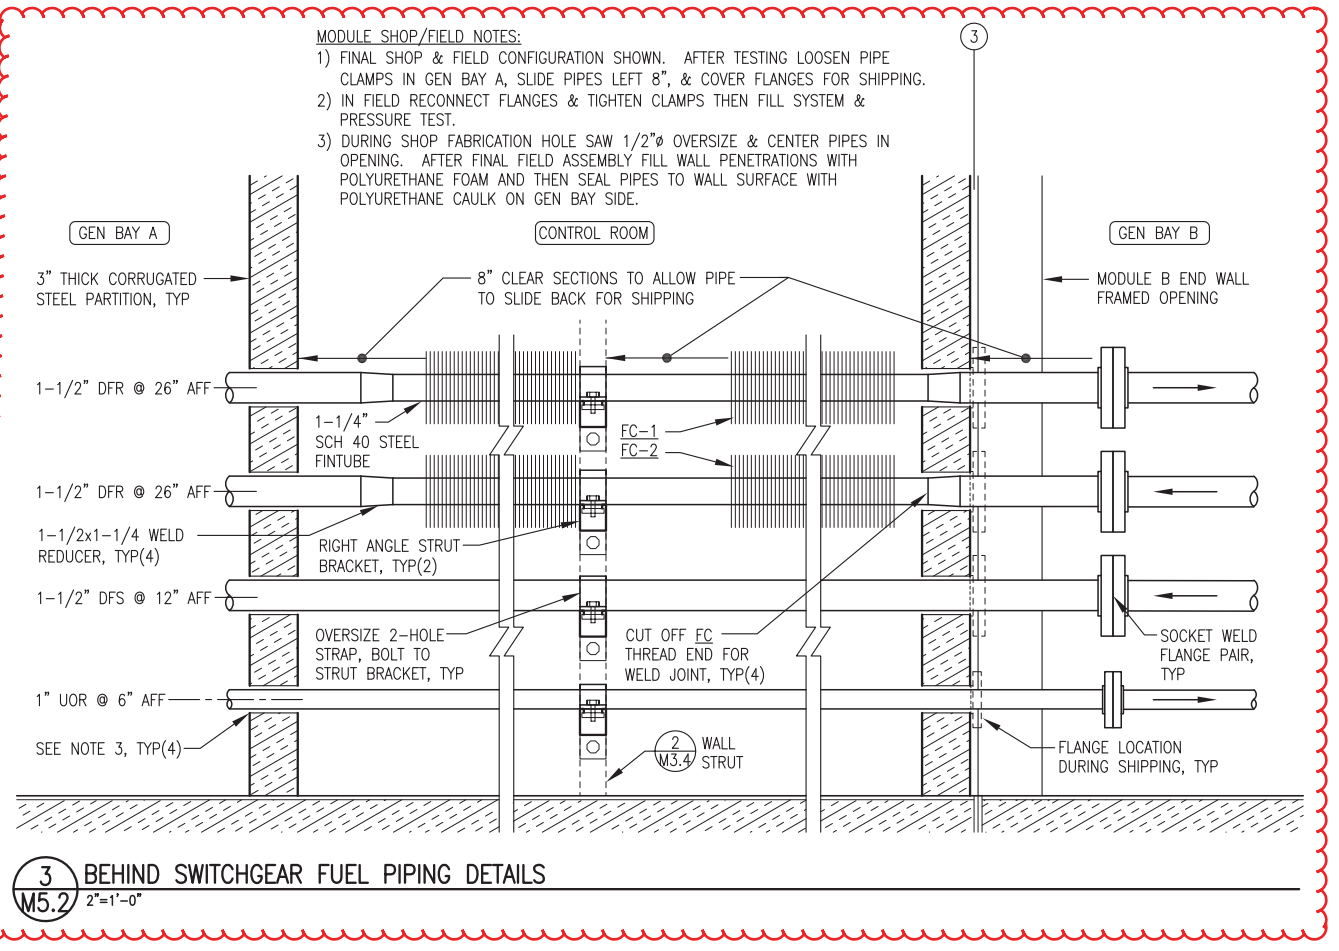 MODULE SHOP/FIELD NOTES:
1) FINAL SHOP & FIELD CONFIGURATION SHOWN. AFTER TESTING LOOSEN PIPE
CLAMPS IN GEN BAY A, SLIDE PIPES LEFT 8", & COVER FLANGES FOR SHIPPING.
2) IN FIELD RECONNECT FLANGES & TIGHTEN CLAMPS THEN FILL SYSTEM &
PRESSURE TEST.
3) DURING SHOP FABRICATION HOLE SAW 1/2"ø OVERSIZE & CENTER PIPES IN
OPENING. AFTER FINAL FIELD ASSEMBLY FILL WALL PENETRATIONS WITH
POLYURETHANE FOAM AND THEN SEAL PIPES TO WALL SURFACE WITH
POLYURETHANE CAULK ON GEN BAY SIDE.
3
GEN BAY A
CONTROL ROOM
GEN BAY B
3" THICK CORRUGATED
STEEL PARTITION, TYP
8" CLEAR SECTIONS TO ALLOW PIPE
TO SLIDE BACK FOR SHIPPING
MODULE B END WALL
FRAMED OPENING
1-1/2" DFR @ 26" AFF
1-1/4"
SCH 40 STEEL
FINTUBE
FC-1
FC-2
1-1/2" DFR @ 26" AFF
1-1/2x1-1/4 WELD
REDUCER, TYP(4)
RIGHT ANGLE STRUT
BRACKET, TYP(2)
1-1/2" DFS @ 12" AFF
OVERSIZE 2-HOLE
STRAP, BOLT TO
STRUT BRACKET, TYP
CUT OFF FC
THREAD END FOR
WELD JOINT, TYP(4)
SOCKET WELD
FLANGE PAIR,
TYP
1" UOR @ 6" AFF
SEE NOTE 3, TYP(4)
2
M3.4
WALL
STRUT
FLANGE LOCATION
DURING SHIPPING, TYP
3
M5.2
BEHIND SWITCHGEAR FUEL PIPING DETAILS
2"=1'-0"